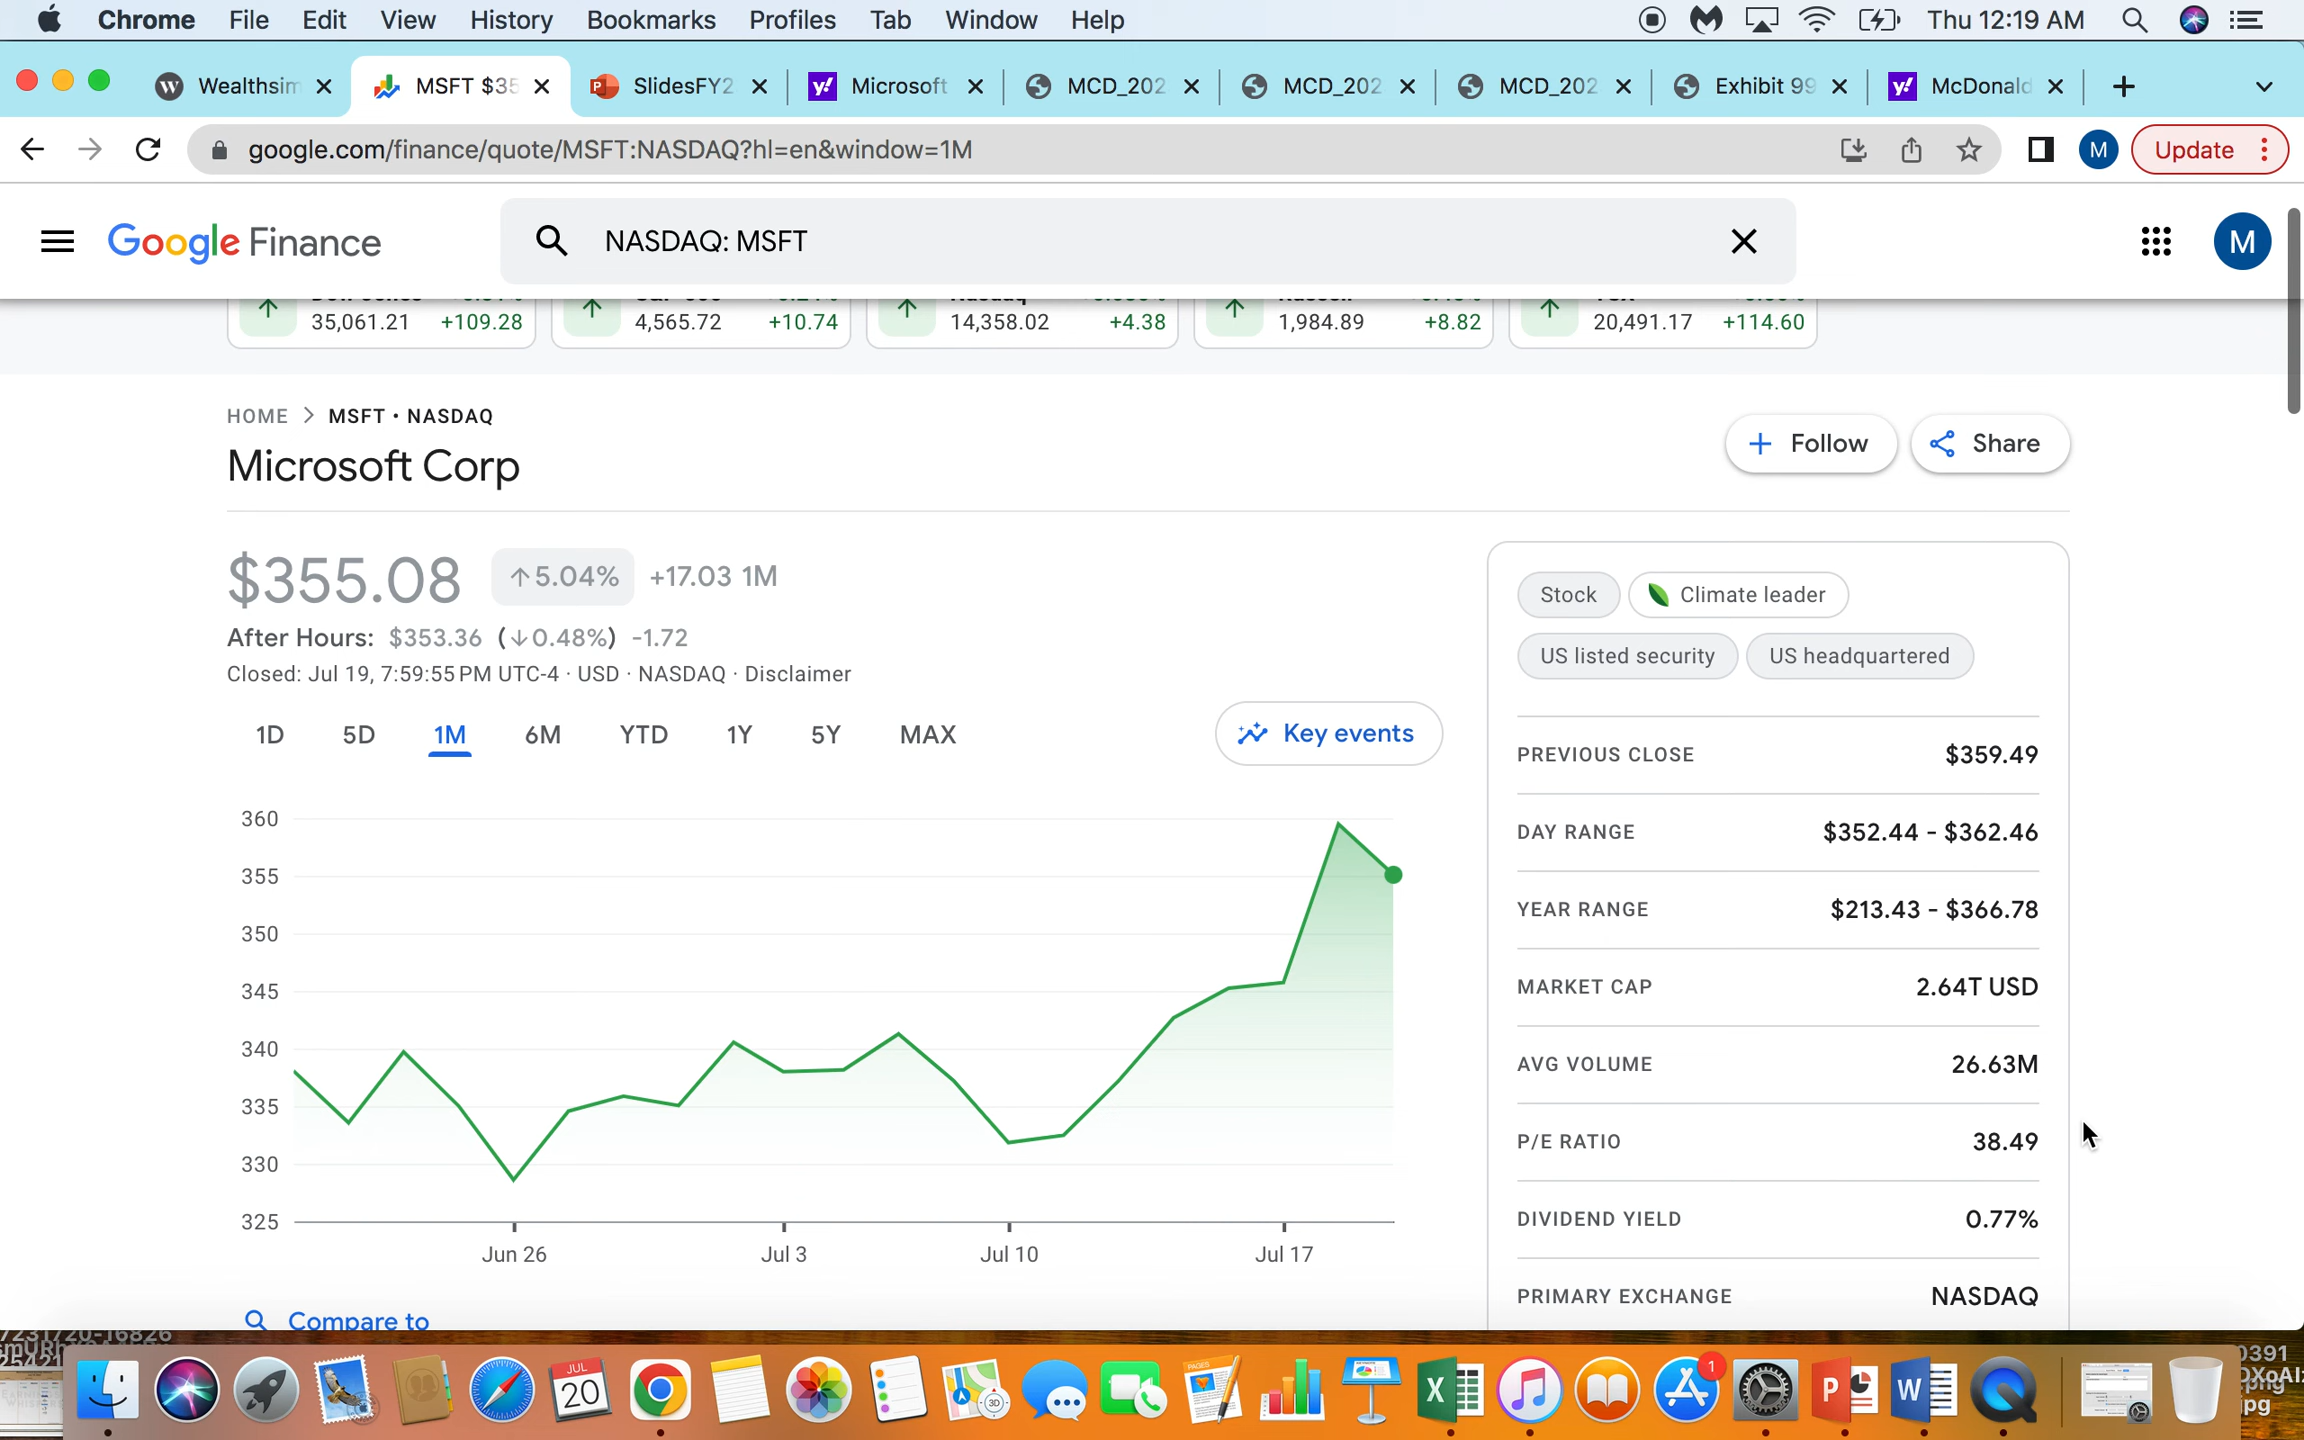 Chrome File Edit View History Bookmarks Profiles Tab Window Help Thu 12:19 AM
Wealthsim MSFT $35 SlidesFY2 Microsoft MCD_202 MCD_202 MCD_202 Exhibit 99 McDonald
google.com/finance/quote/MSFT:NASDAQ?hl=en&window=1M M Update
Google Finance NASDAQ: MSFT M
35,061.21 +109.28 4,565.72 +10.74 14,358.02 +4.38 1,984.89 +8.82 20,491.17 +114.60
HOME > MSFT • NASDAQ
Microsoft Corp
Follow Share
$355.08 ↑5.04% +17.03 1M
After Hours: $353.36 (↓0.48%) -1.72
Closed: Jul 19, 7:59:55 PM UTC-4 · USD · NASDAQ · Disclaimer
1D 5D 1M 6M YTD 1Y 5Y MAX
Key events
360
355
350
345
340
335
330
325
Jun 26 Jul 3 Jul 10 Jul 17
Compare to
Stock Climate leader
US listed security US headquartered
PREVIOUS CLOSE $359.49
DAY RANGE $352.44 - $362.46
YEAR RANGE $213.43 - $366.78
MARKET CAP 2.64T USD
AVG VOLUME 26.63M
P/E RATIO 38.49
DIVIDEND YIELD 0.77%
PRIMARY EXCHANGE NASDAQ
JUL
20
3D
PAGES
X
1
P
W